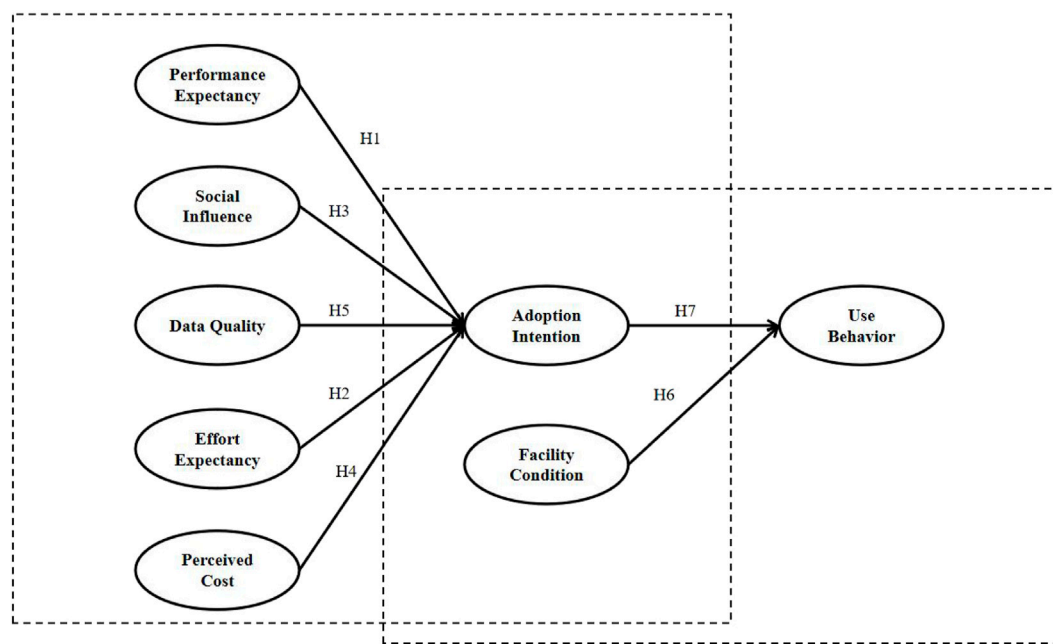 Performance
Expectancy
H1
Social
Influence
H3
Data Quality
H5
Adoption
Intention
H7
Use
Behavior
Effort
Expectancy
H2
Facility
Condition
H6
H4
Perceived
Cost